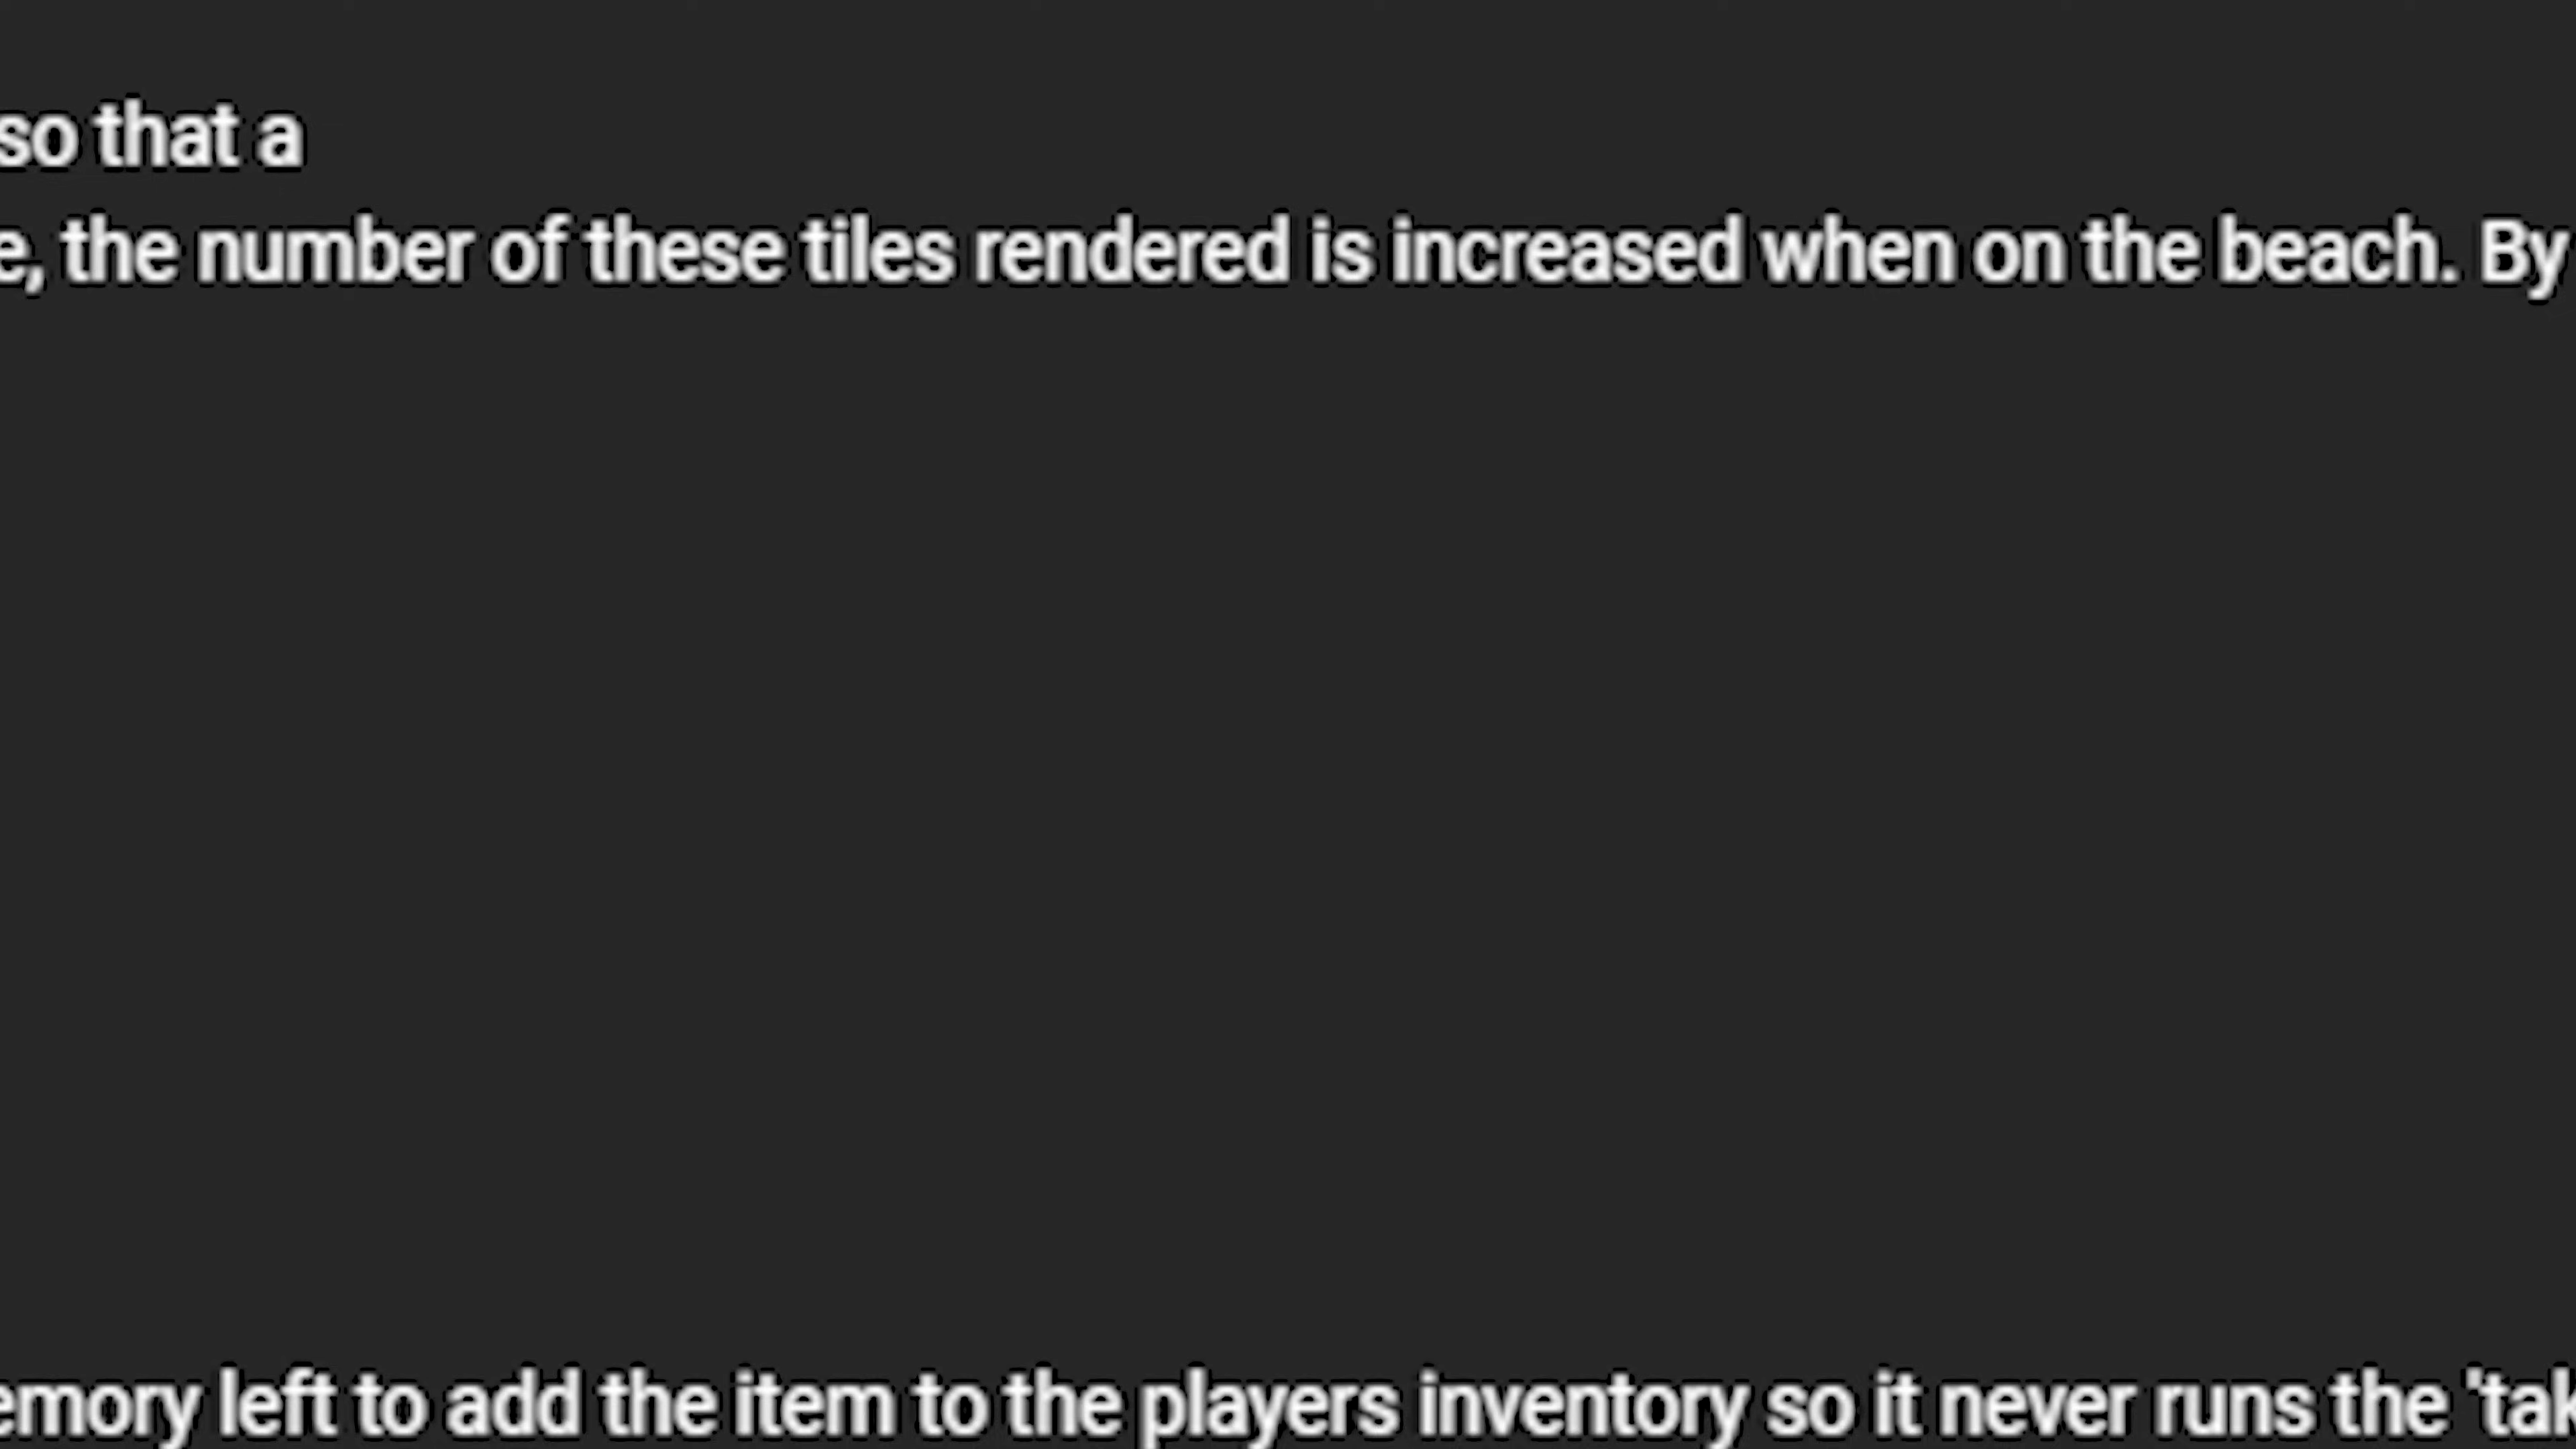 so that a
e, the number of these tiles rendered is increased when on the beach. By
emory left to add the item to the players inventory so it never runs the 'tak